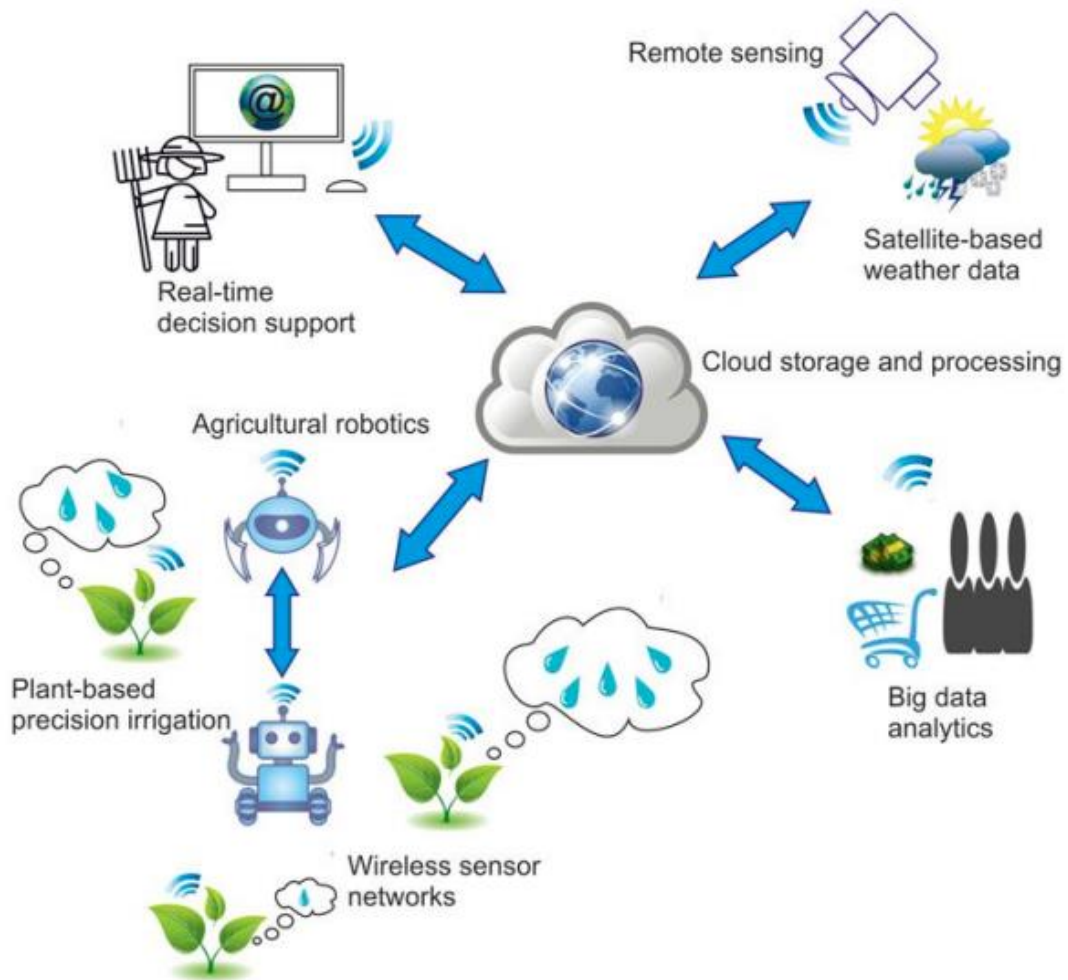 Remote sensing
@
Satellite-based
weather data
Real-time
decision support
Cloud storage and processing
Agricultural robotics
Plant-based
precision irrigation
Big data
analytics
Wireless sensor
networks